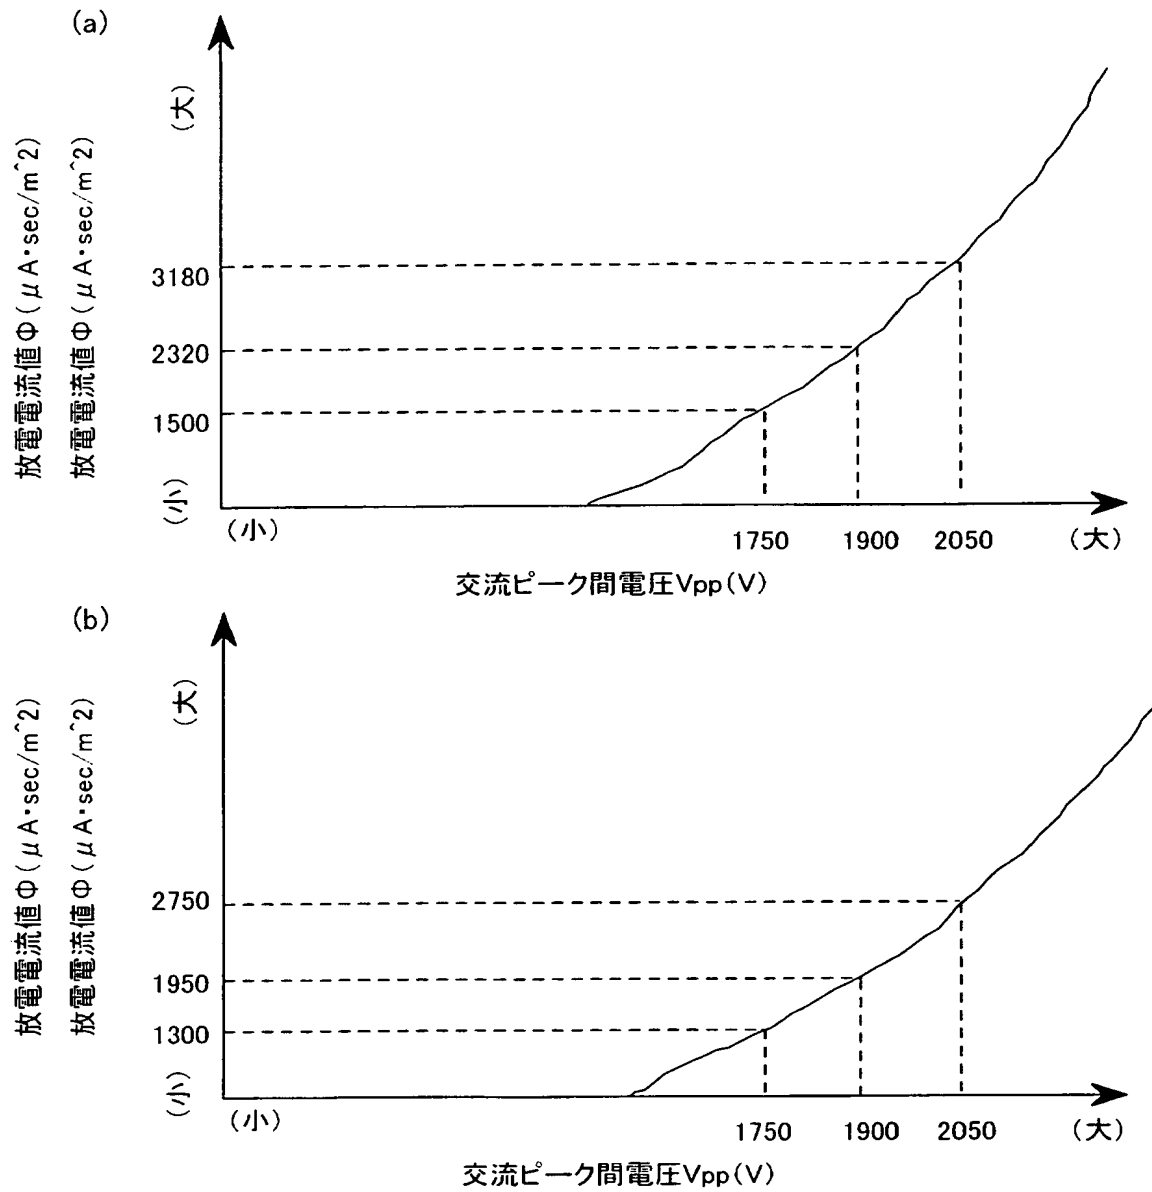 (a)
放電電流値Φ(μA・sec/m^2)
放電電流値Φ(μA・sec/m^2)
(大)
3180
2320
1500
(小)
(小)
1750
1900
2050
(大)
交流ピーク間電圧Vpp(V)
(b)
放電電流値Φ(μA・sec/m^2)
放電電流値Φ(μA・sec/m^2)
(大)
2750
1950
1300
(小)
(小)
1750
1900
2050
(大)
交流ピーク間電圧Vpp(V)